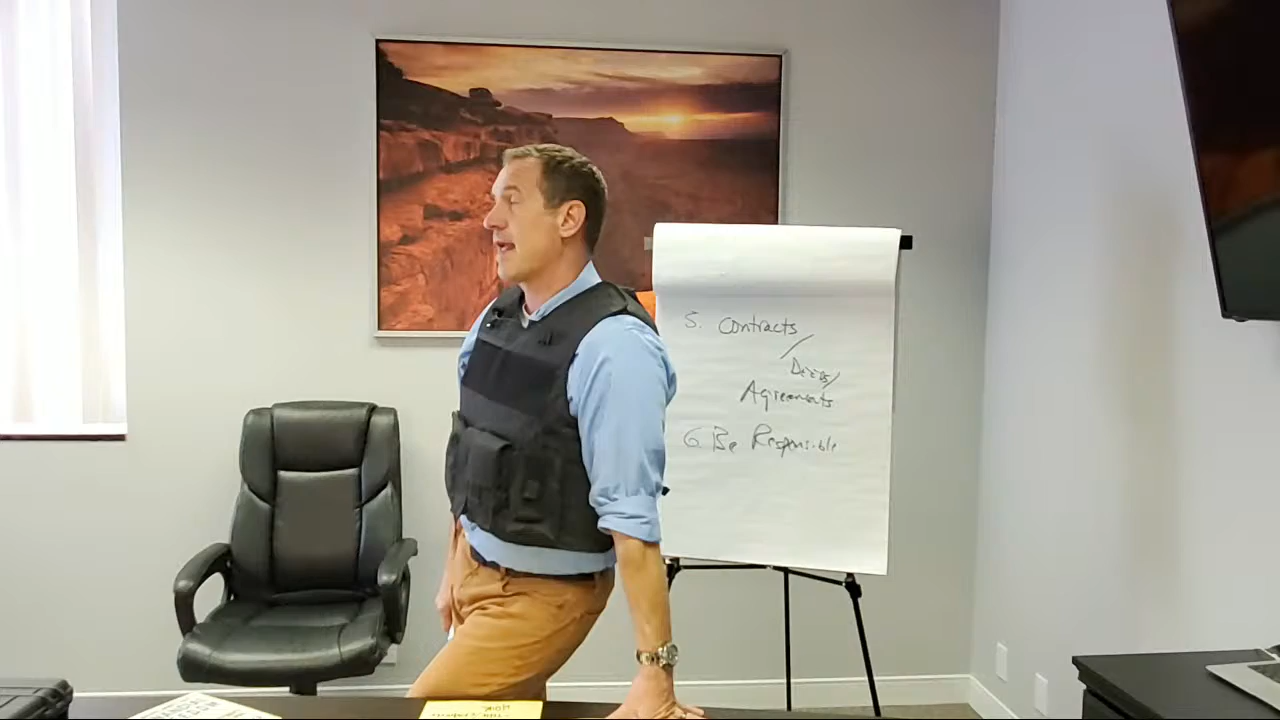 5. Contracts /
Deeds /
Agreements
6. Be Responsible